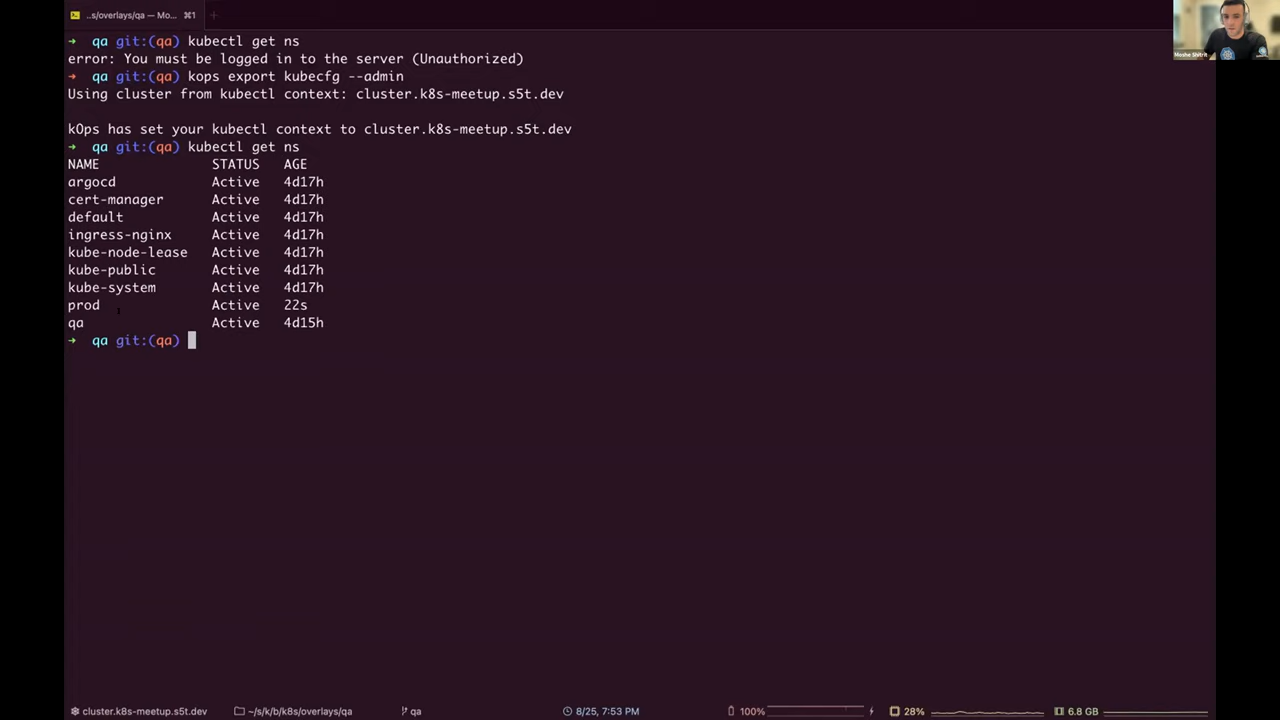 ..s/overlays/qa — Mo... ⌘1
→ qa git:(qa) kubectl get ns
error: You must be logged in to the server (Unauthorized)
→ qa git:(qa) kops export kubecfg --admin
Using cluster from kubectl context: cluster.k8s-meetup.s5t.dev
kOps has set your kubectl context to cluster.k8s-meetup.s5t.dev
→ qa git:(qa) kubectl get ns
NAME STATUS AGE
argocd Active 4d17h
cert-manager Active 4d17h
default Active 4d17h
ingress-nginx Active 4d17h
kube-node-lease Active 4d17h
kube-public Active 4d17h
kube-system Active 4d17h
prod Active 22s
qa Active 4d15h
→ qa git:(qa)
Moshe Shitrit
cluster.k8s-meetup.s5t.dev ~/s/k/b/k8s/overlays/qa qa 8/25, 7:53 PM 100% 28% 6.8 GB